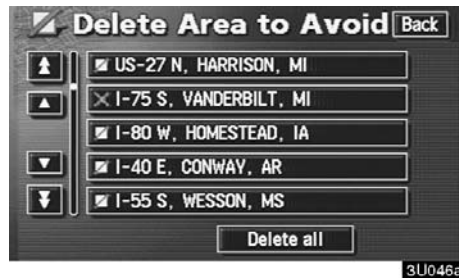 Delete Area to Avoid Back
US-27 N, HARRISON, MI
I-75 S, VANDERBILT, MI
I-80 W, HOMESTEAD, IA
I-40 E, CONWAY, AR
I-55 S, WESSON, MS
Delete all
3U046a